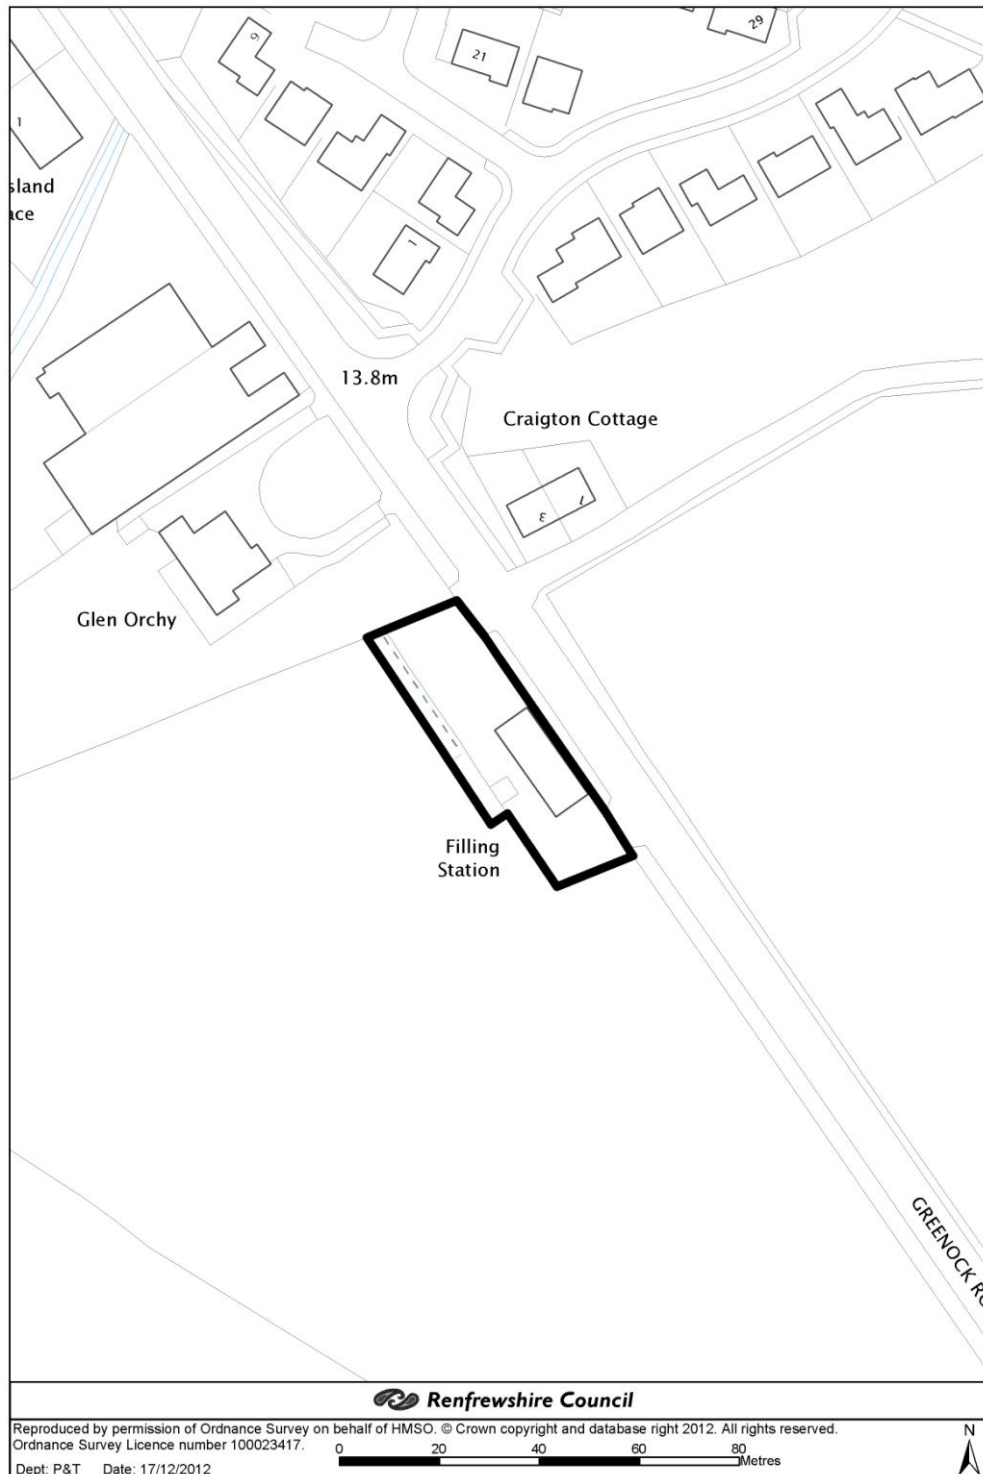 6
21
29
1
sland
ace
1
13.8m
Craigton Cottage
1
3
Glen Orchy
Filling
Station
GREENOCK RO
Renfrewshire Council
Reproduced by permission of Ordnance Survey on behalf of HMSO. © Crown copyright and database right 2012. All rights reserved.
Ordnance Survey Licence number 100023417.
0 20 40 60 80 Metres
N
Dept: P&T Date: 17/12/2012